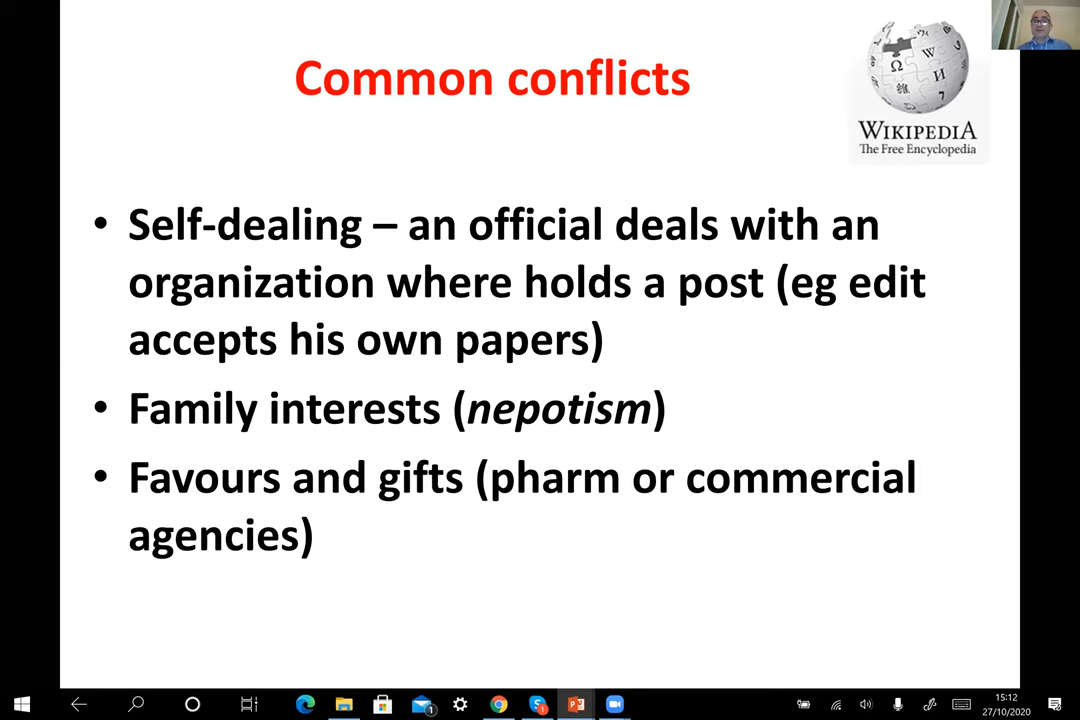 Common conflicts
WIKIPEDIA
The Free Encyclopedia
• Self-dealing – an official deals with an
organization where holds a post (eg edit
accepts his own papers)
• Family interests (nepotism)
• Favours and gifts (pharm or commercial
agencies)
15:12
27/10/2020